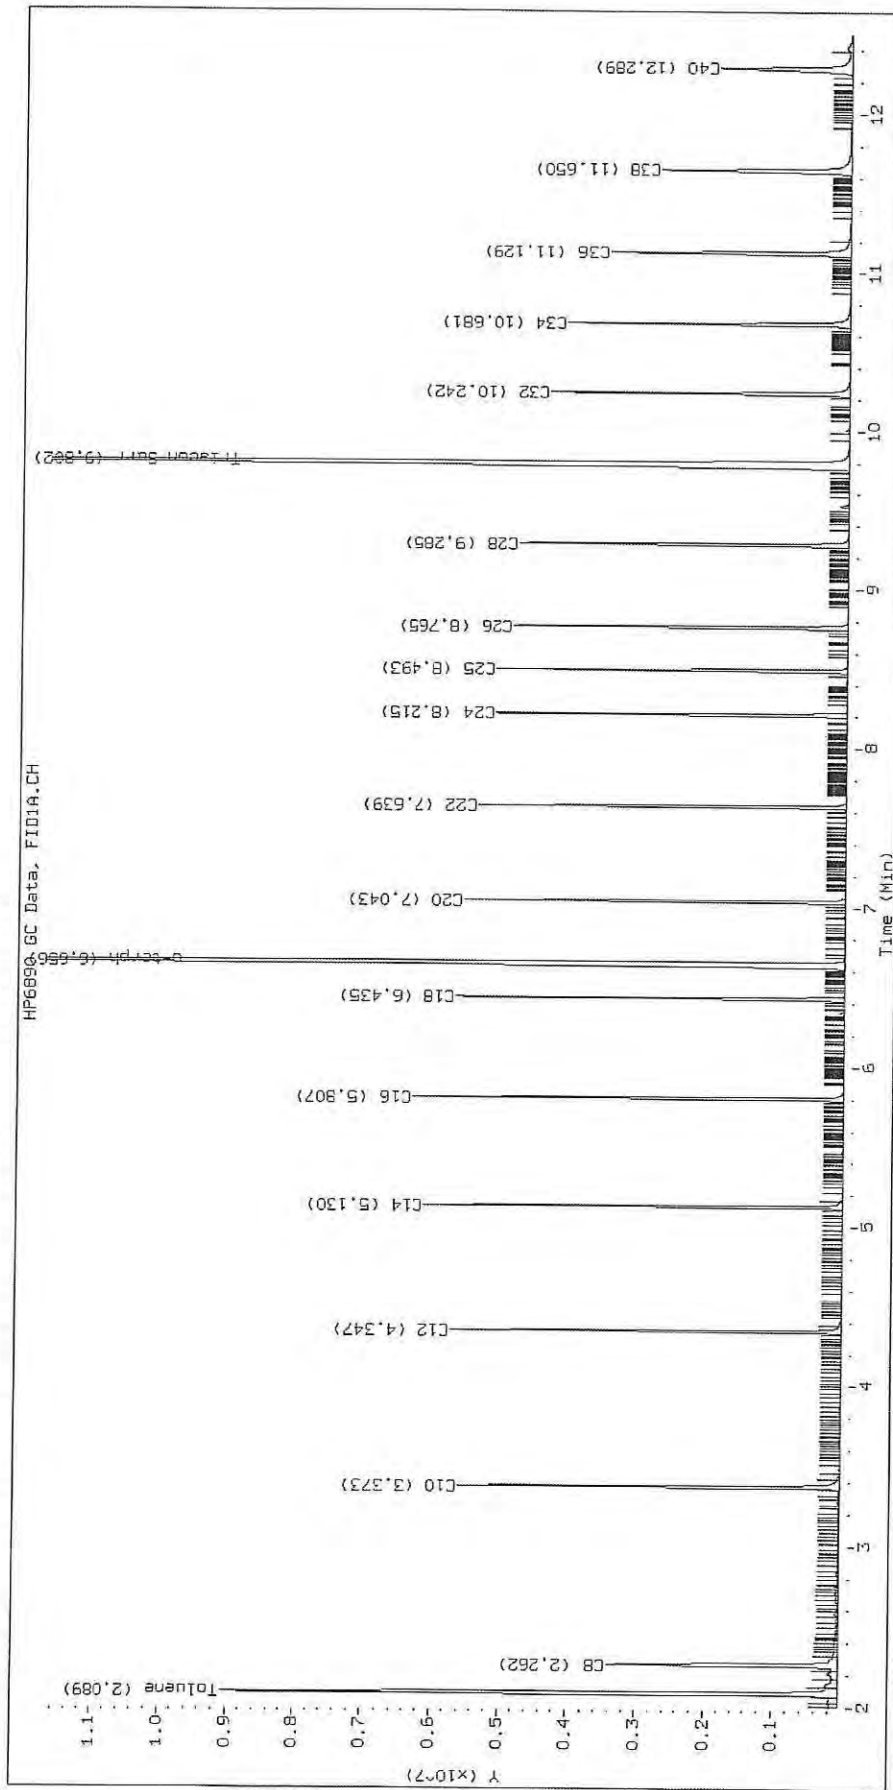 HP6890 GC Data, FID1A.CH
Y (x10^7)
1.1
1.0
0.9
0.8
0.7
0.6
0.5
0.4
0.3
0.2
0.1
Toluene (2.089)
C8 (2.262)
C10 (3.373)
C12 (4.347)
C14 (5.130)
C16 (5.807)
C18 (6.435)
o-terph (6.656)
C20 (7.043)
C22 (7.639)
C24 (8.215)
C25 (8.493)
C26 (8.765)
C28 (9.285)
Triacon Surr (9.802)
C32 (10.242)
C34 (10.681)
C36 (11.129)
C38 (11.650)
C40 (12.289)
2
3
4
5
6
7
8
9
10
11
12
Time (Min)